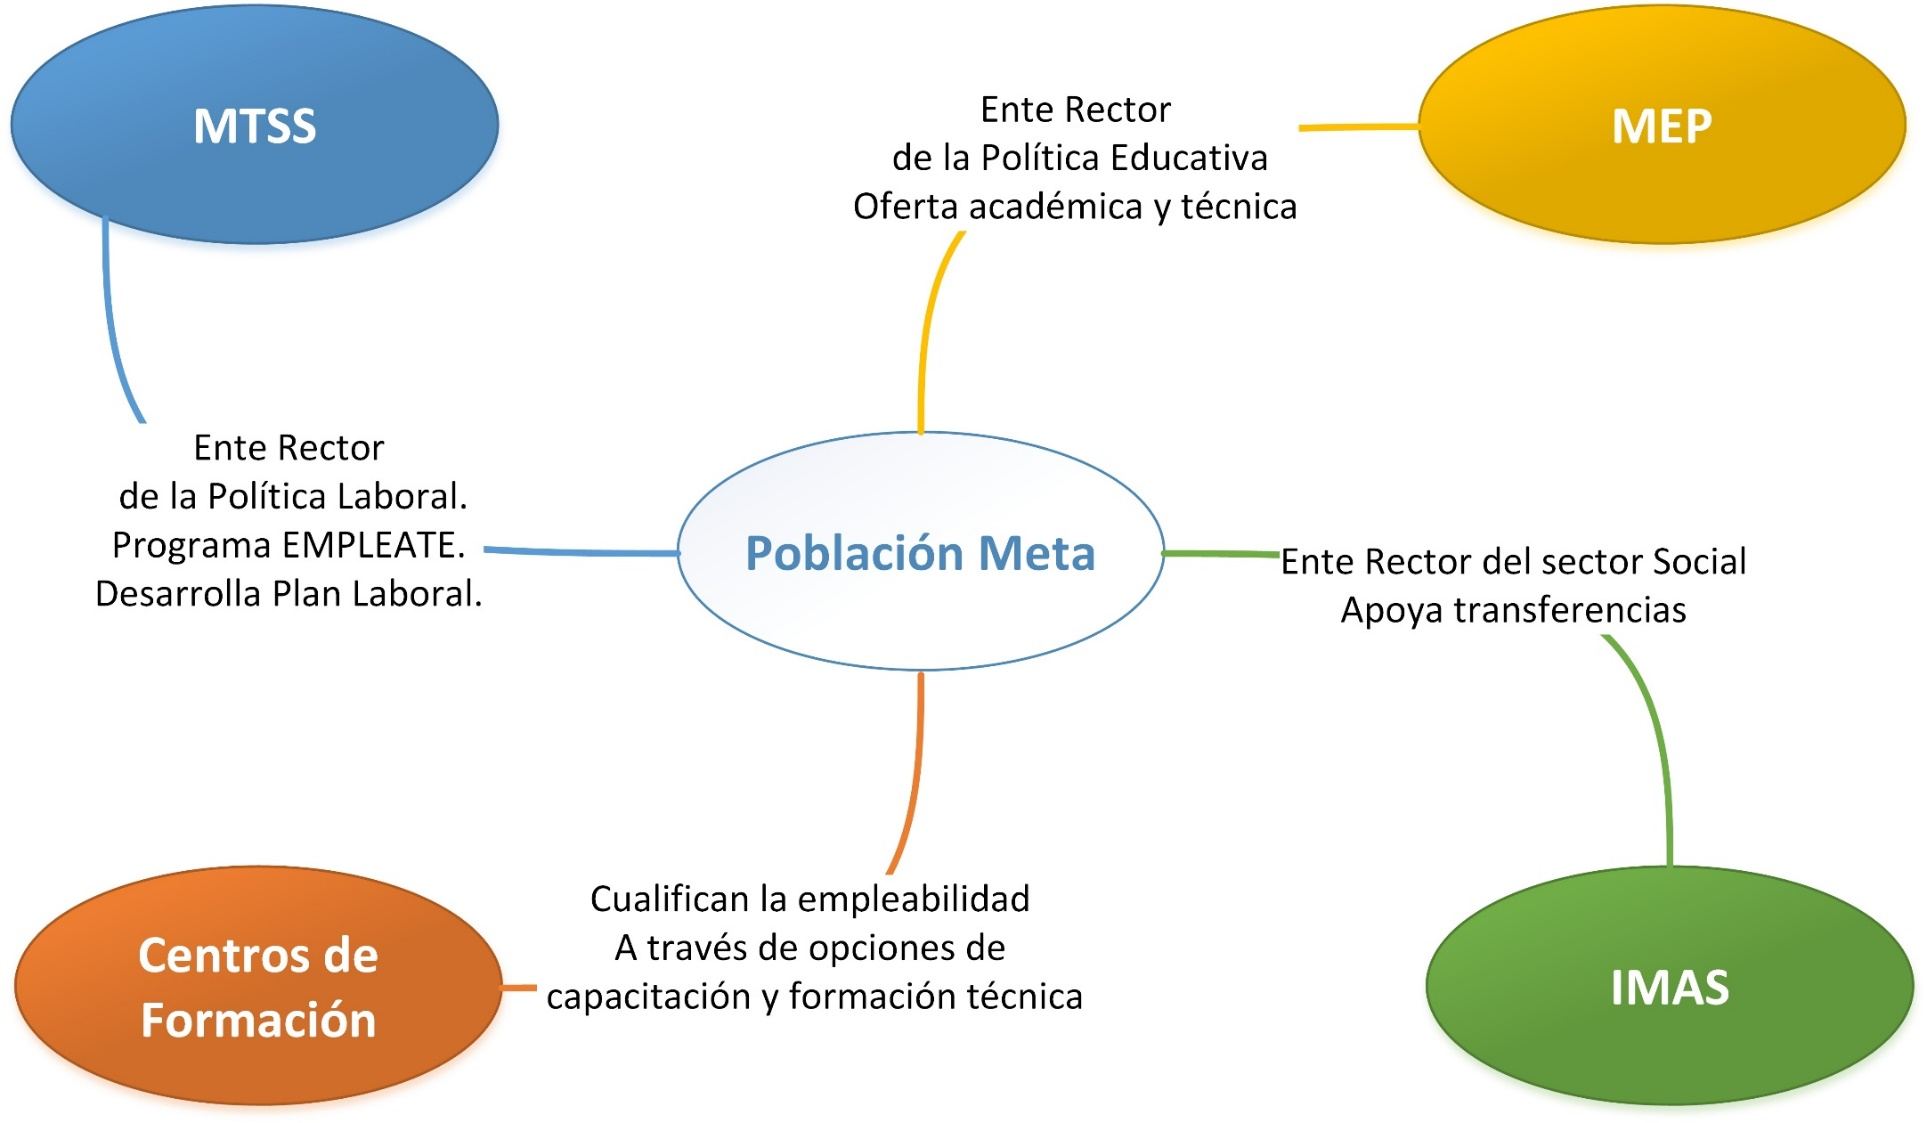 MTSS
Ente Rector
de la Política Educativa
Oferta académica y técnica
MEP
Ente Rector
de la Política Laboral.
Programa EMPLEATE.
Desarrolla Plan Laboral.
Población Meta
Ente Rector del sector Social
Apoya transferencias
Centros de
Formación
Cualifican la empleabilidad
A través de opciones de
capacitación y formación técnica
IMAS